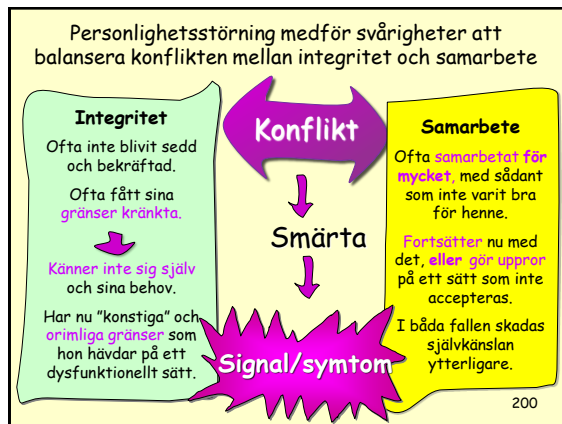 Personlighetsstörning medför svårigheter att
balansera konflikten mellan integritet och samarbete
Integritet
Ofta inte blivit sedd
och bekräftad.
Ofta fått sina
gränser kränkta.
Känner inte sig själv
och sina behov.
Har nu "konstiga" och
orimliga gränser som
hon hävdar på ett
dysfunktionellt sätt.
Konflikt
Smärta
Signal/symtom
Samarbete
Ofta samarbetat för
mycket, med sådant
som inte varit bra
för henne.
Fortsätter nu med
det, eller gör uppror
på ett sätt som inte
accepteras.
I båda fallen skadas
självkänslan
ytterligare.
200